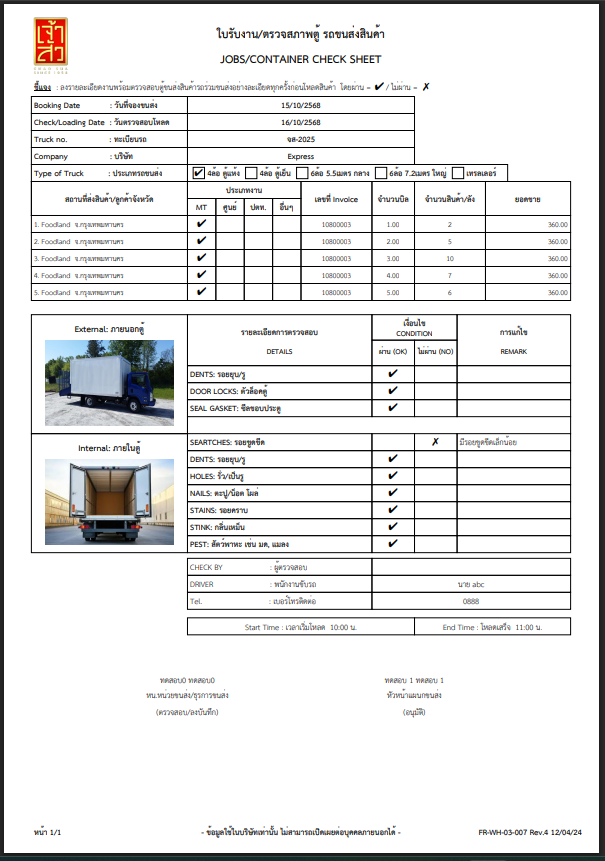 เจ้าสัว
CHAO SUA
SINCE 1958
ใบรับงาน/ตรวจสภาพตู้ รถขนส่งสินค้า
JOBS/CONTAINER CHECK SHEET
ชี้แจง : ลงรายละเอียดงานพร้อมตรวจสอบตู้ขนส่งสินค้ารถร่วมขนส่งอย่างละเอียดทุกครั้งก่อนโหลดสินค้า โดยผ่าน = ✔ / ไม่ผ่าน = ✗
Booking Date : วันที่จองขนส่ง 15/10/2568
Check/Loading Date : วันตรวจสอบโหลด 16/10/2568
Truck no. : ทะเบียนรถ จส-2025
Company : บริษัท Express
Type of Truck : ประเภทรถขนส่ง ✔ 4ล้อ ตู้แห้ง 4ล้อ ตู้เย็น 6ล้อ 5.5เมตร กลาง 6ล้อ 7.2เมตร ใหญ่ เทรลเลอร์
สถานที่ส่งสินค้า/ลูกค้าจังหวัด ประเภทงาน เลขที่ Invoice จำนวนบิล จำนวนสินค้า/ลัง ยอดขาย
MT ศูนย์ ปตท. อื่นๆ
1. Foodland จ.กรุงเทพมหานคร ✔ 10800003 1.00 2 360.00
2. Foodland จ.กรุงเทพมหานคร ✔ 10800003 2.00 5 360.00
3. Foodland จ.กรุงเทพมหานคร ✔ 10800003 3.00 10 360.00
4. Foodland จ.กรุงเทพมหานคร ✔ 10800003 4.00 7 360.00
5. Foodland จ.กรุงเทพมหานคร ✔ 10800003 5.00 6 360.00
External: ภายนอกตู้ รายละเอียดการตรวจสอบ เงื่อนไข การแก้ไข
DETAILS CONDITION REMARK
ผ่าน (OK) ไม่ผ่าน (NO)
DENTS: รอยยุบ/รู ✔
DOOR LOCKS: ตัวล็อคตู้ ✔
SEAL GASKET: ซีลขอบประตู ✔
Internal: ภายในตู้
SEARTCHES: รอยขูดขีด ✗ มีรอยขูดขีดเล็กน้อย
DENTS: รอยยุบ/รู ✔
HOLES: รั่ว/เป็นรู ✔
NAILS: ตะปู/น็อต โผล่ ✔
STAINS: รอยคราบ ✔
STINK: กลิ่นเหม็น ✔
PEST: สัตว์พาหะ เช่น มด, แมลง ✔
CHECK BY : ผู้ตรวจสอบ
DRIVER : พนักงานขับรถ นาย abc
Tel. : เบอร์โทรติดต่อ 0888
Start Time : เวลาเริ่มโหลด 10:00 น. End Time : โหลดเสร็จ 11:00 น.
ทดสอบ0 ทดสอบ0 ทดสอบ 1 ทดสอบ 1
หน.หน่วยขนส่ง/ธุรการขนส่ง หัวหน้าแผนกขนส่ง
(ตรวจสอบ/ลงบันทึก) (อนุมัติ)
หน้า 1/1 - ข้อมูลใช้ในบริษัทเท่านั้น ไม่สามารถเปิดเผยต่อบุคคลภายนอกได้ - FR-WH-03-007 Rev.4 12/04/24